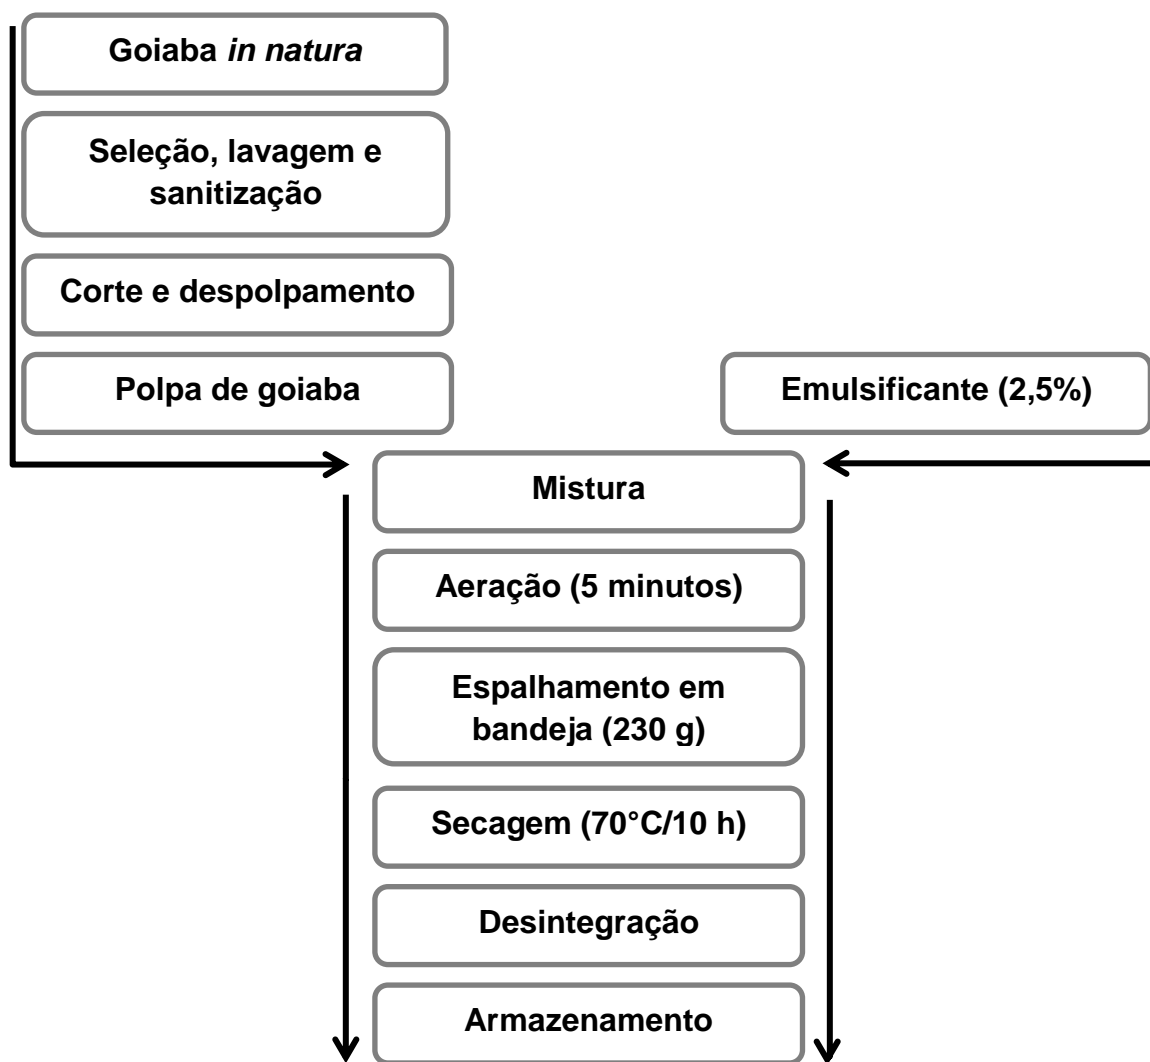 Goiaba in natura
Seleção, lavagem e
sanitização
Corte e despolpamento
Polpa de goiaba
Emulsificante (2,5%)
Mistura
Aeração (5 minutos)
Espalhamento em
bandeja (230 g)
Secagem (70°C/10 h)
Desintegração
Armazenamento